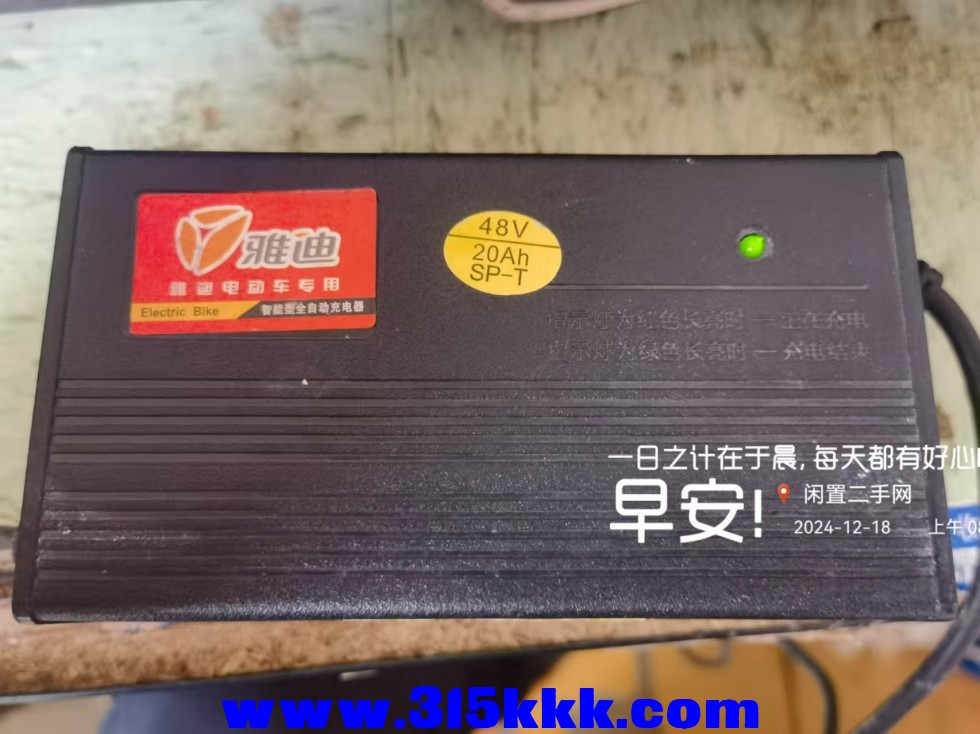 雅迪
雅迪电动车专用
Electric Bike
智能型全自动充电器
48V
20Ah
SP-T
指示灯为红色长亮时 一 正在充电
指示灯为绿色长亮时 一 充电结束
一日之计在于晨,每天都有好心
早安!
闲置二手网
2024-12-18 上午
www.315kkk.com